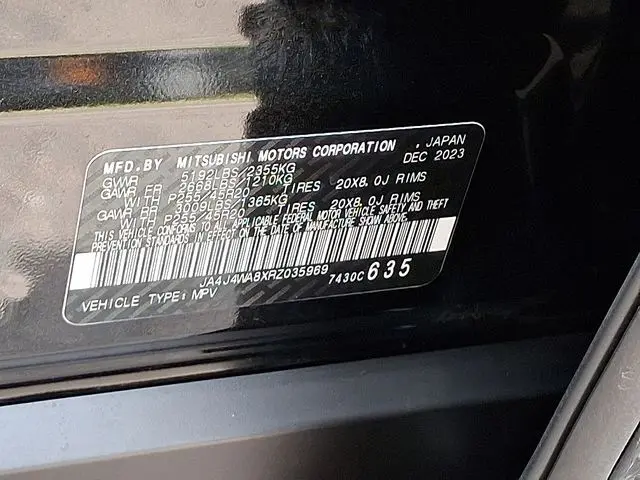 MFD.BY MITSUBISHI MOTORS CORPORATION , JAPAN
DEC 2023
GVWR 5192LBS/2355KG
GAWR FR 2668LBS/1210KG
WITH P255/45R20 TIRES 20X8.0J RIMS
GAWR RR 3009LBS/1365KG
WITH P255/45R20 TIRES 20X8.0J RIMS
THIS VEHICLE CONFORMS TO ALL APPLICABLE FEDERAL MOTOR VEHICLE SAFETY AND THEFT
PREVENTION STANDARDS IN EFFECT ON THE DATE OF MANUFACTURE SHOWN ABOVE.
JA4J4WA8XRZ035969 7430C 635
VEHICLE TYPE: MPV